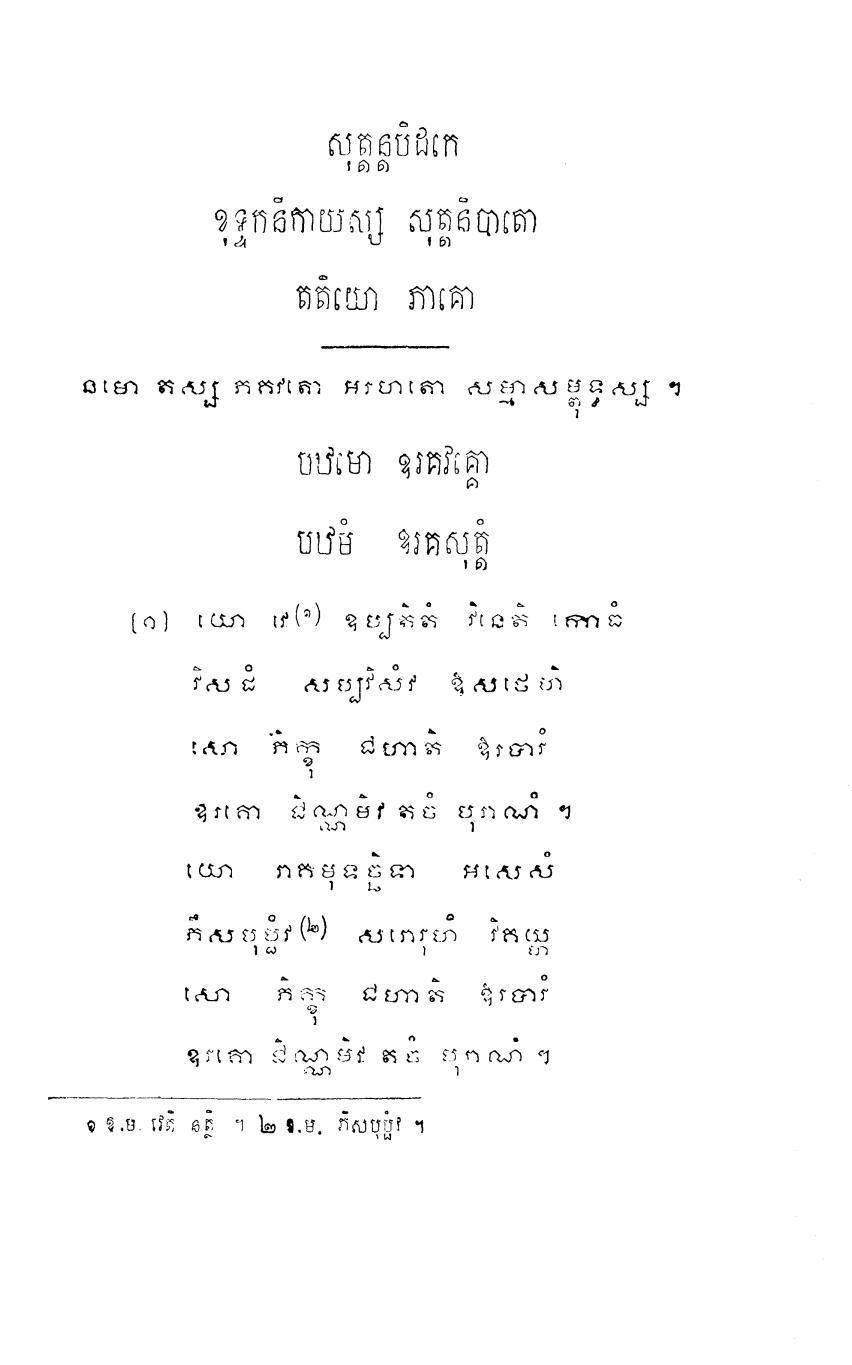 សុត្តន្តបិដកេ
ខុទ្ទកនិកាយស្ស សុត្តនិបាតោ
តតិយោ ភាគោ
នមោ តស្ស ភគវតោ អរហតោ សម្មាសម្ពុទ្ធស្ស ។
បឋមោ ឧរគវគ្គោ
បឋមំ ឧរគសុត្តំ
(១) យោ វេ(១) ឧប្បតិតំ វិនេតិ កោធំ
វិសដំ សប្បវិសំវ ឱសថេហិ
សោ ភិក្ខុ ជហាតិ ឱរបារំ
ឧរគោ ជិណ្ណមិវ តចំ បុរាណំ ។
យោ រាគមុទច្ឆិទា អសេសំ
ភឹសបុប្ផំវ(២) សរោរុហំ វិគយ្ហ
សោ ភិក្ខុ ជហាតិ ឱរបារំ
ឧរគោ ជិណ្ណមិវ តចំ បុរាណំ ។
១ ឱ.ម. វេតិ នត្ថិ ។ ២ ឱ.ម. ភិសបុប្ផំវ ។